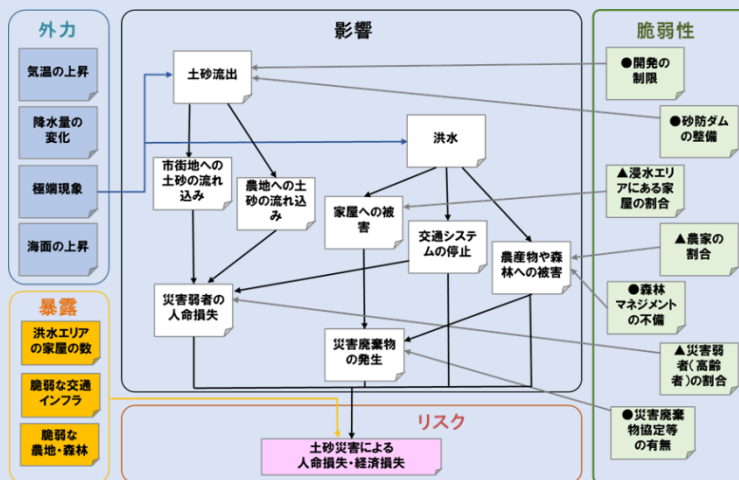 外力
気温の上昇
降水量の
変化
極端現象
海面の上昇
暴露
洪水エリア
の家屋の数
脆弱な交通
インフラ
脆弱な
農地・森林
影響
土砂流出
洪水
市街地への
土砂の流れ
込み
農地への土
砂の流れ込
み
家屋への被
害
交通システ
ムの停止
農産物や森
林への被害
災害弱者の
人命損失
災害廃棄物
の発生
リスク
土砂災害による
人命損失・経済損失
脆弱性
●開発の
制限
●砂防ダム
の整備
▲浸水エリ
アにある家
屋の割合
▲農家の
割合
●森林
マネジメント
の不備
▲災害弱
者(高齢
者)の割合
●災害廃棄
物協定等
の有無